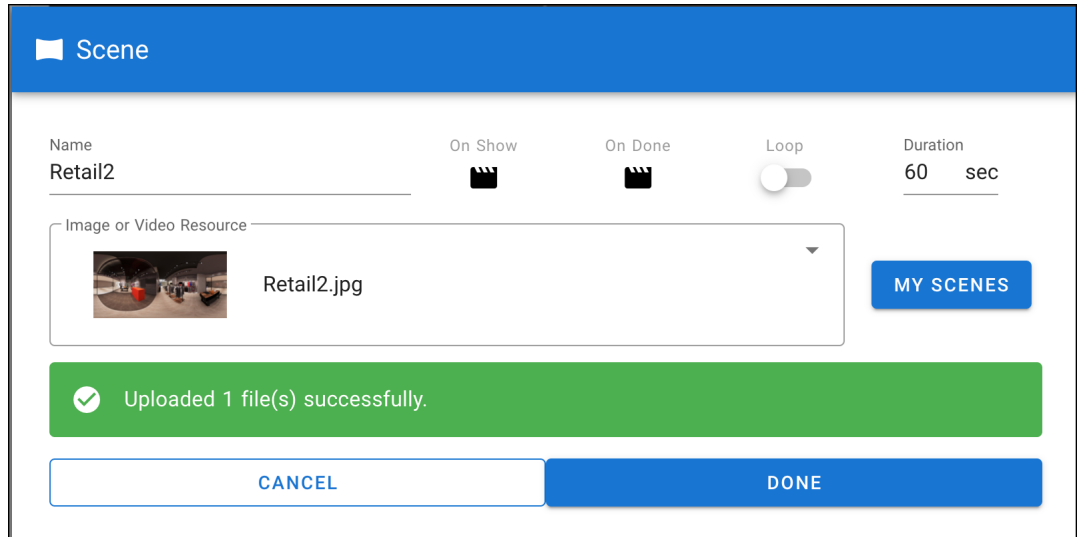 Scene
Name
On Show
On Done
Loop
Duration
Retail2
60 sec
Image or Video Resource
Retail2.jpg
MY SCENES
Uploaded 1 file(s) successfully.
CANCEL
DONE